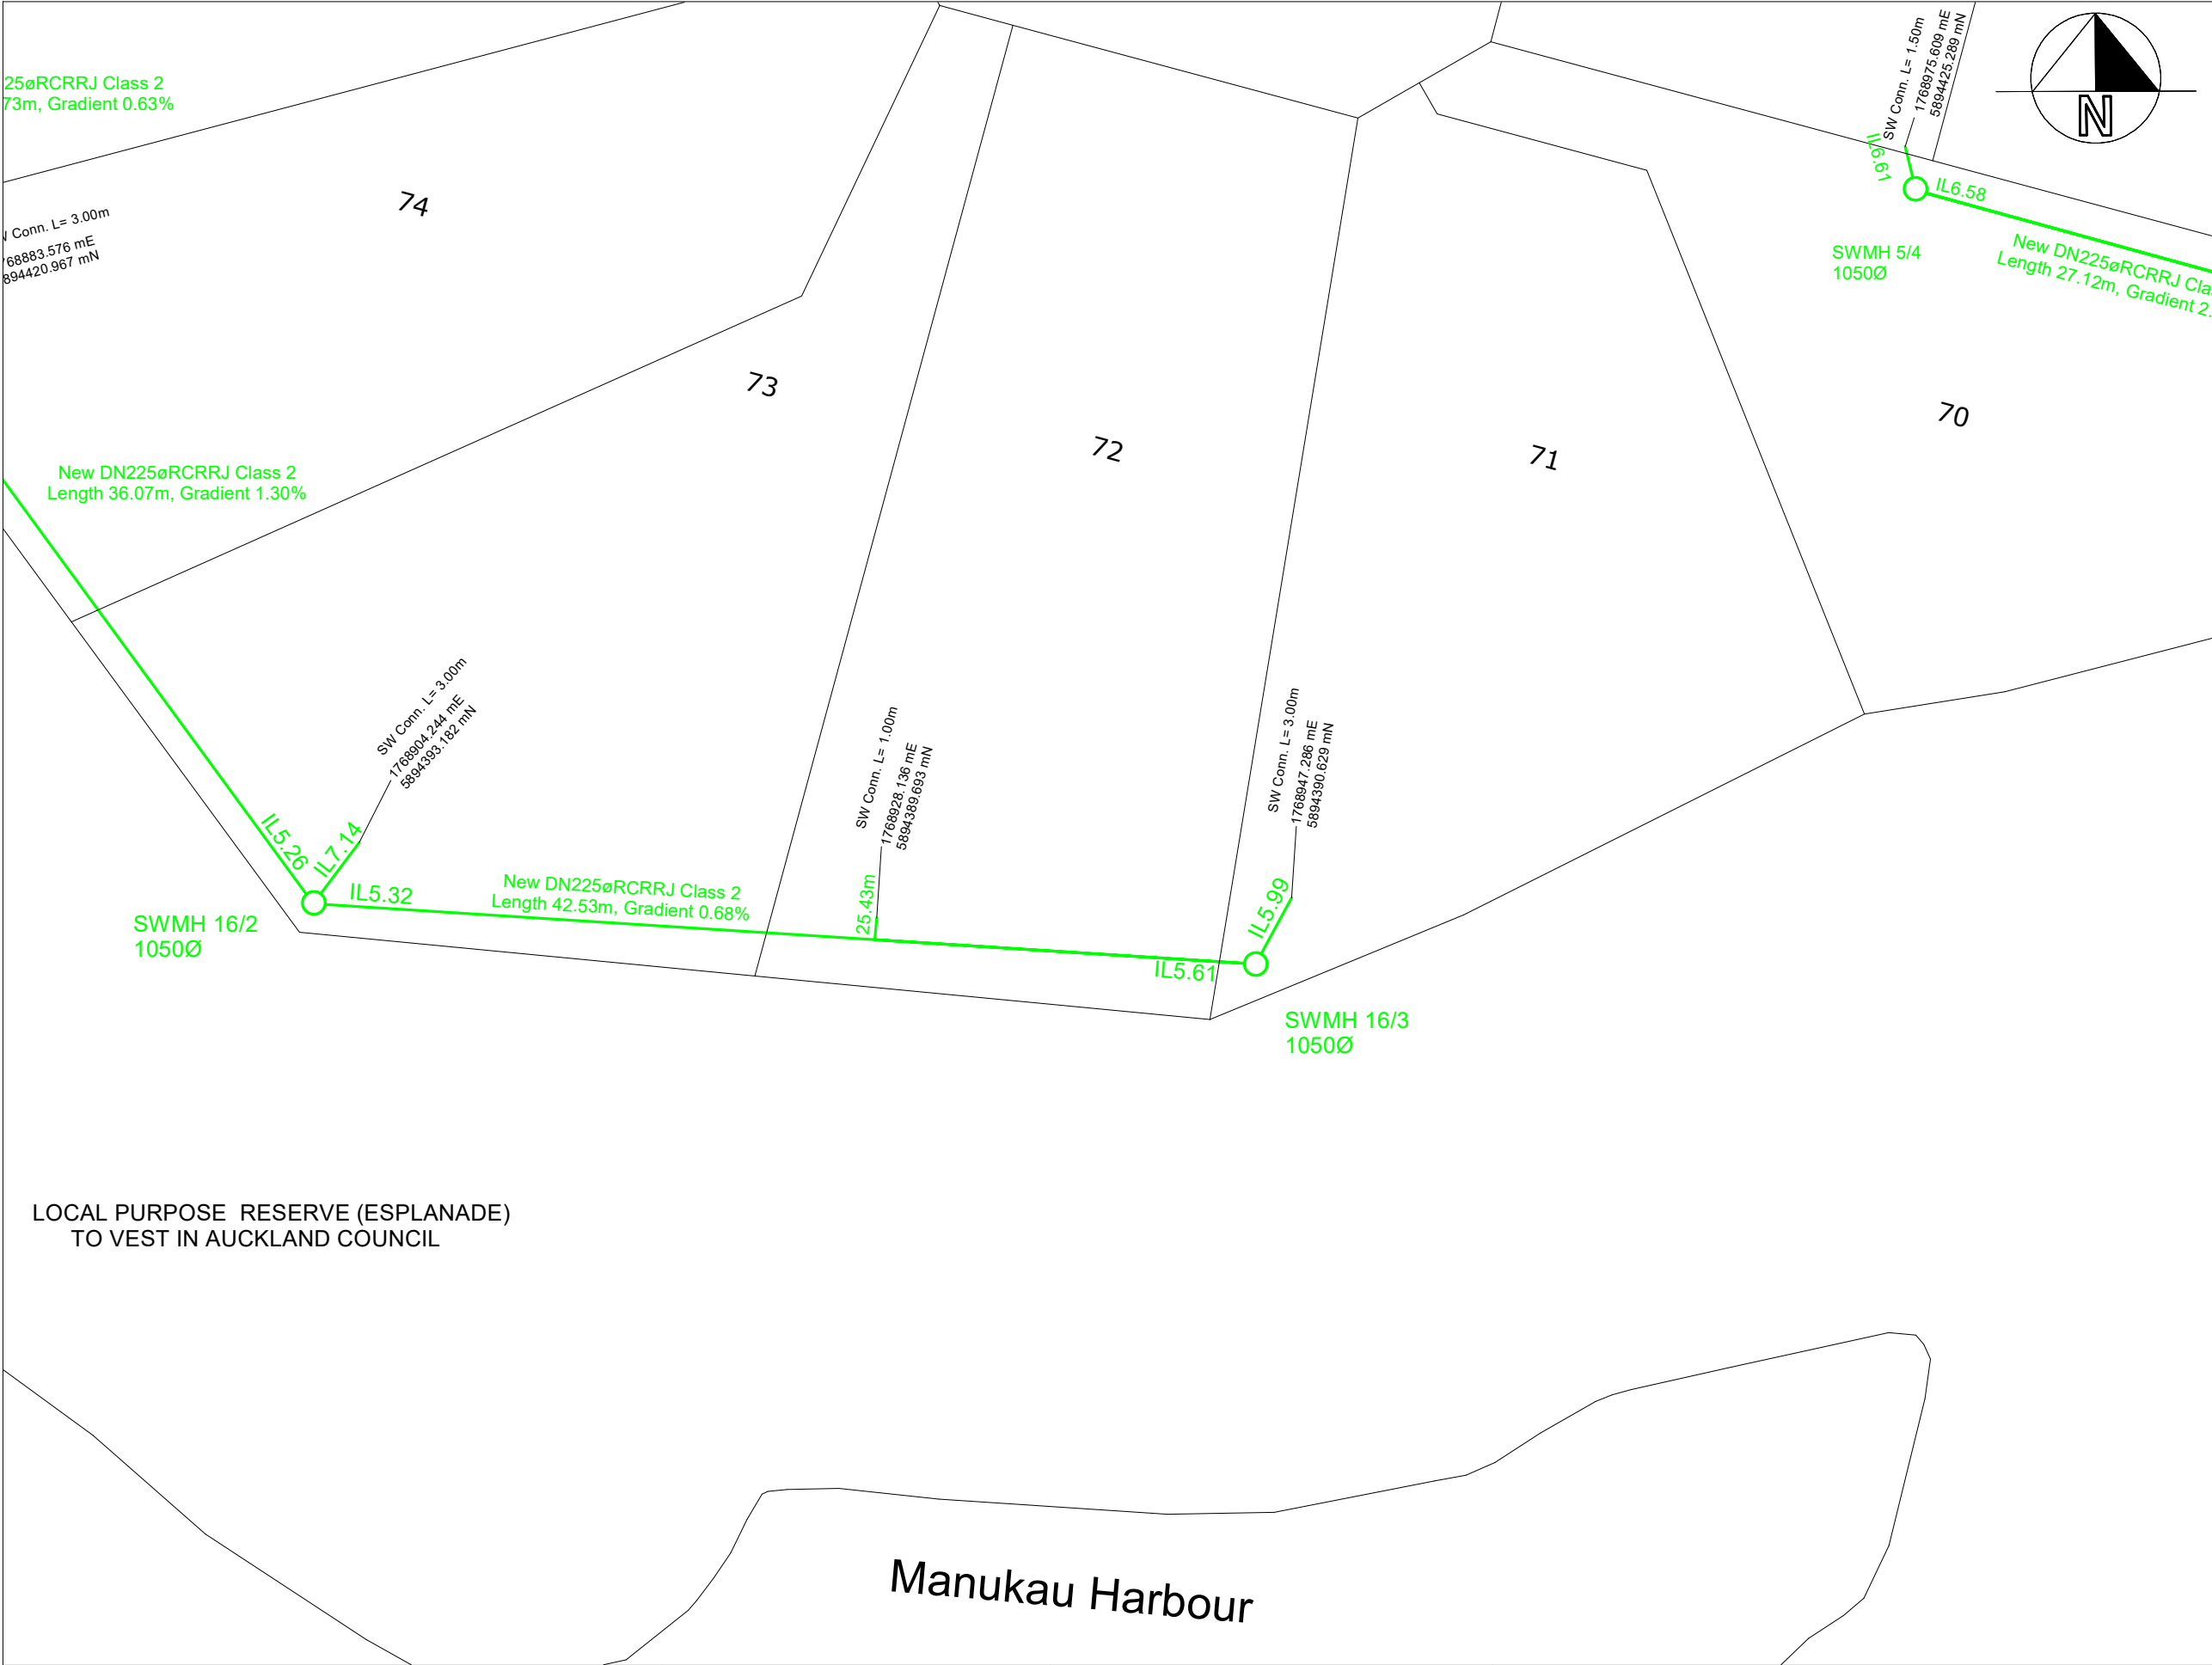 25øRCRRJ Class 2
73m, Gradient 0.63%
Conn. L= 3.00m
768883.576 mE
894420.967 mN
74
73
72
71
70
SW Conn. L= 1.50m
1768975.609 mE
5894425.289 mN
N
IL6.61
IL6.58
SWMH 5/4
1050Ø
New DN225øRCRRJ Cla
Length 27.12m, Gradient 2.
New DN225øRCRRJ Class 2
Length 36.07m, Gradient 1.30%
SW Conn. L= 3.00m
1768904.244 mE
5894393.182 mN
IL5.26
IL7.14
IL5.32
SWMH 16/2
1050Ø
New DN225øRCRRJ Class 2
Length 42.53m, Gradient 0.68%
SW Conn. L= 1.00m
1768928.136 mE
5894389.693 mN
25.43m
SW Conn. L= 3.00m
1768947.286 mE
5894390.629 mN
IL5.99
IL5.61
SWMH 16/3
1050Ø
LOCAL PURPOSE RESERVE (ESPLANADE)
TO VEST IN AUCKLAND COUNCIL
Manukau Harbour